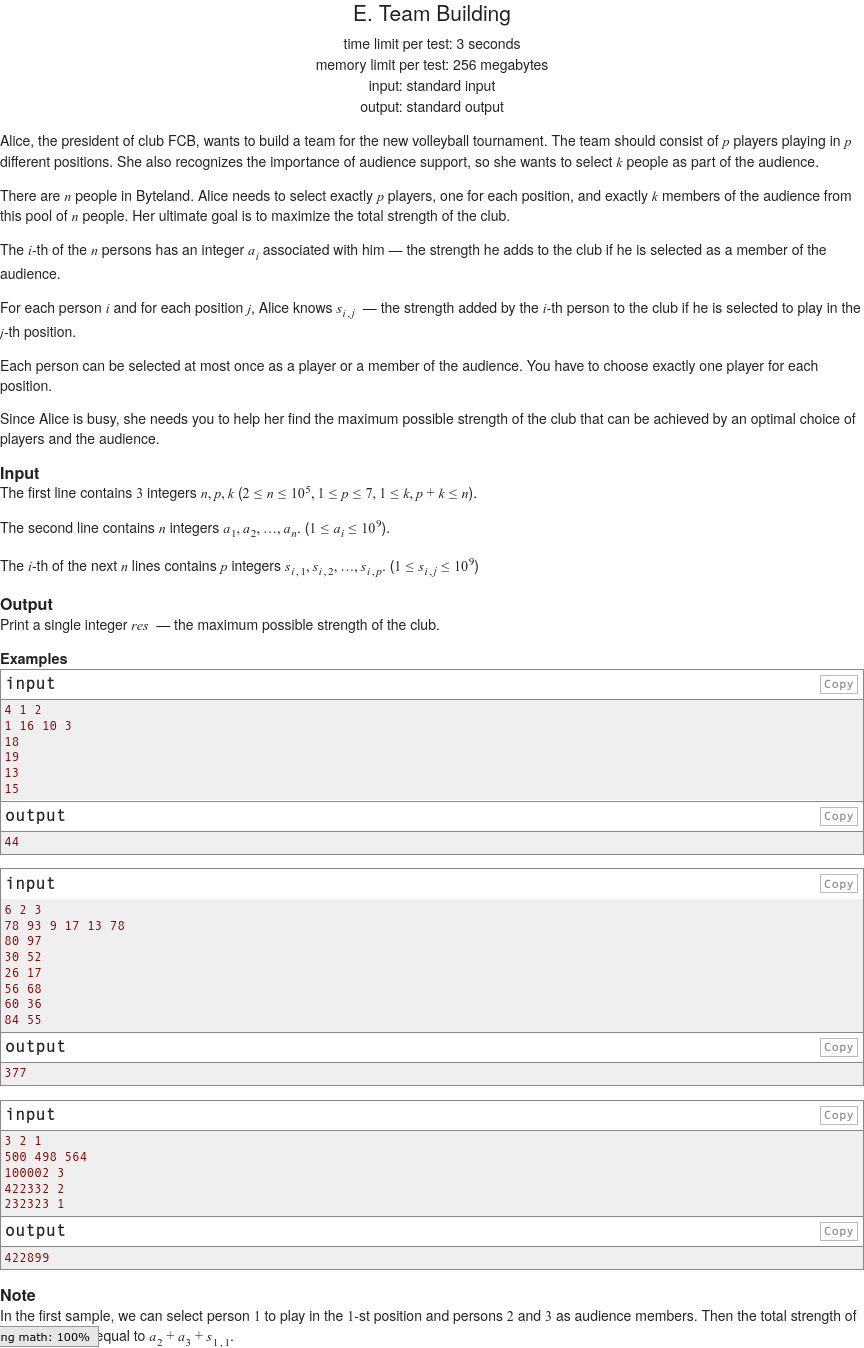 E. Team Building
time limit per test: 3 seconds
memory limit per test: 256 megabytes
input: standard input
output: standard output
Alice, the president of club FCB, wants to build a team for the new volleyball tournament. The team should consist of p players playing in p
different positions. She also recognizes the importance of audience support, so she wants to select k people as part of the audience.
There are n people in Byteland. Alice needs to select exactly p players, one for each position, and exactly k members of the audience from
this pool of n people. Her ultimate goal is to maximize the total strength of the club.
The i-th of the n persons has an integer a_i associated with him — the strength he adds to the club if he is selected as a member of the
audience.
For each person i and for each position j, Alice knows s_{i,j} — the strength added by the i-th person to the club if he is selected to play in the
j-th position.
Each person can be selected at most once as a player or a member of the audience. You have to choose exactly one player for each
position.
Since Alice is busy, she needs you to help her find the maximum possible strength of the club that can be achieved by an optimal choice of
players and the audience.
Input
The first line contains 3 integers n, p, k (2 ≤ n ≤ 10^5, 1 ≤ p ≤ 7, 1 ≤ k, p + k ≤ n).
The second line contains n integers a_1, a_2, …, a_n. (1 ≤ a_i ≤ 10^9).
The i-th of the next n lines contains p integers s_{i,1}, s_{i,2}, …, s_{i,p}. (1 ≤ s_{i,j} ≤ 10^9)
Output
Print a single integer res — the maximum possible strength of the club.
Examples
input Copy
4 1 2
1 16 10 3
18
19
13
15
output Copy
44
input Copy
6 2 3
78 93 9 17 13 78
80 97
30 52
26 17
56 68
60 36
84 55
output Copy
377
input Copy
3 2 1
500 498 564
100002 3
422332 2
232323 1
output Copy
422899
Note
In the first sample, we can select person 1 to play in the 1-st position and persons 2 and 3 as audience members. Then the total strength of
ng math: 100% equal to a_2 + a_3 + s_{1,1}.